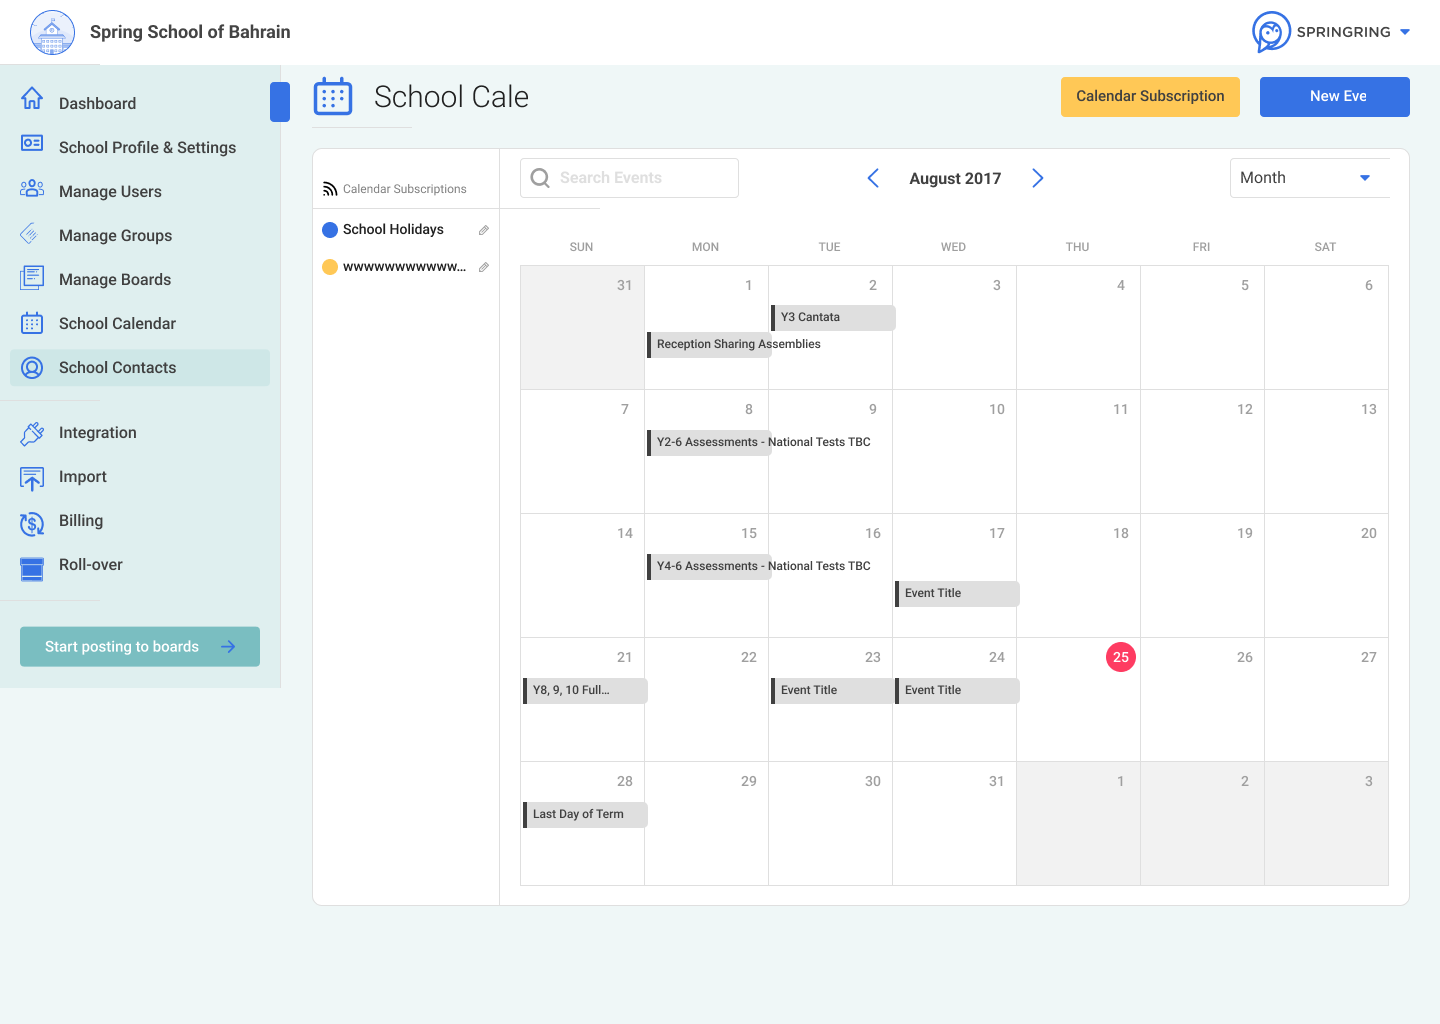 Spring School of Bahrain
SPRINGRING
Dashboard
School Profile & Settings
Manage Users
Manage Groups
Manage Boards
School Calendar
School Contacts
Integration
Import
Billing
Roll-over
Start posting to boards
School Cale
Calendar Subscription
New Eve
Calendar Subscriptions
School Holidays
wwwwwwwwwwww...
Search Events
August 2017
Month
SUN MON TUE WED THU FRI SAT
31 1 2 3 4 5 6
Y3 Cantata
Reception Sharing Assemblies
7 8 9 10 11 12 13
Y2-6 Assessments - National Tests TBC
14 15 16 17 18 19 20
Y4-6 Assessments - National Tests TBC
Event Title
21 22 23 24 25 26 27
Y8, 9, 10 Full... Event Title Event Title
28 29 30 31 1 2 3
Last Day of Term